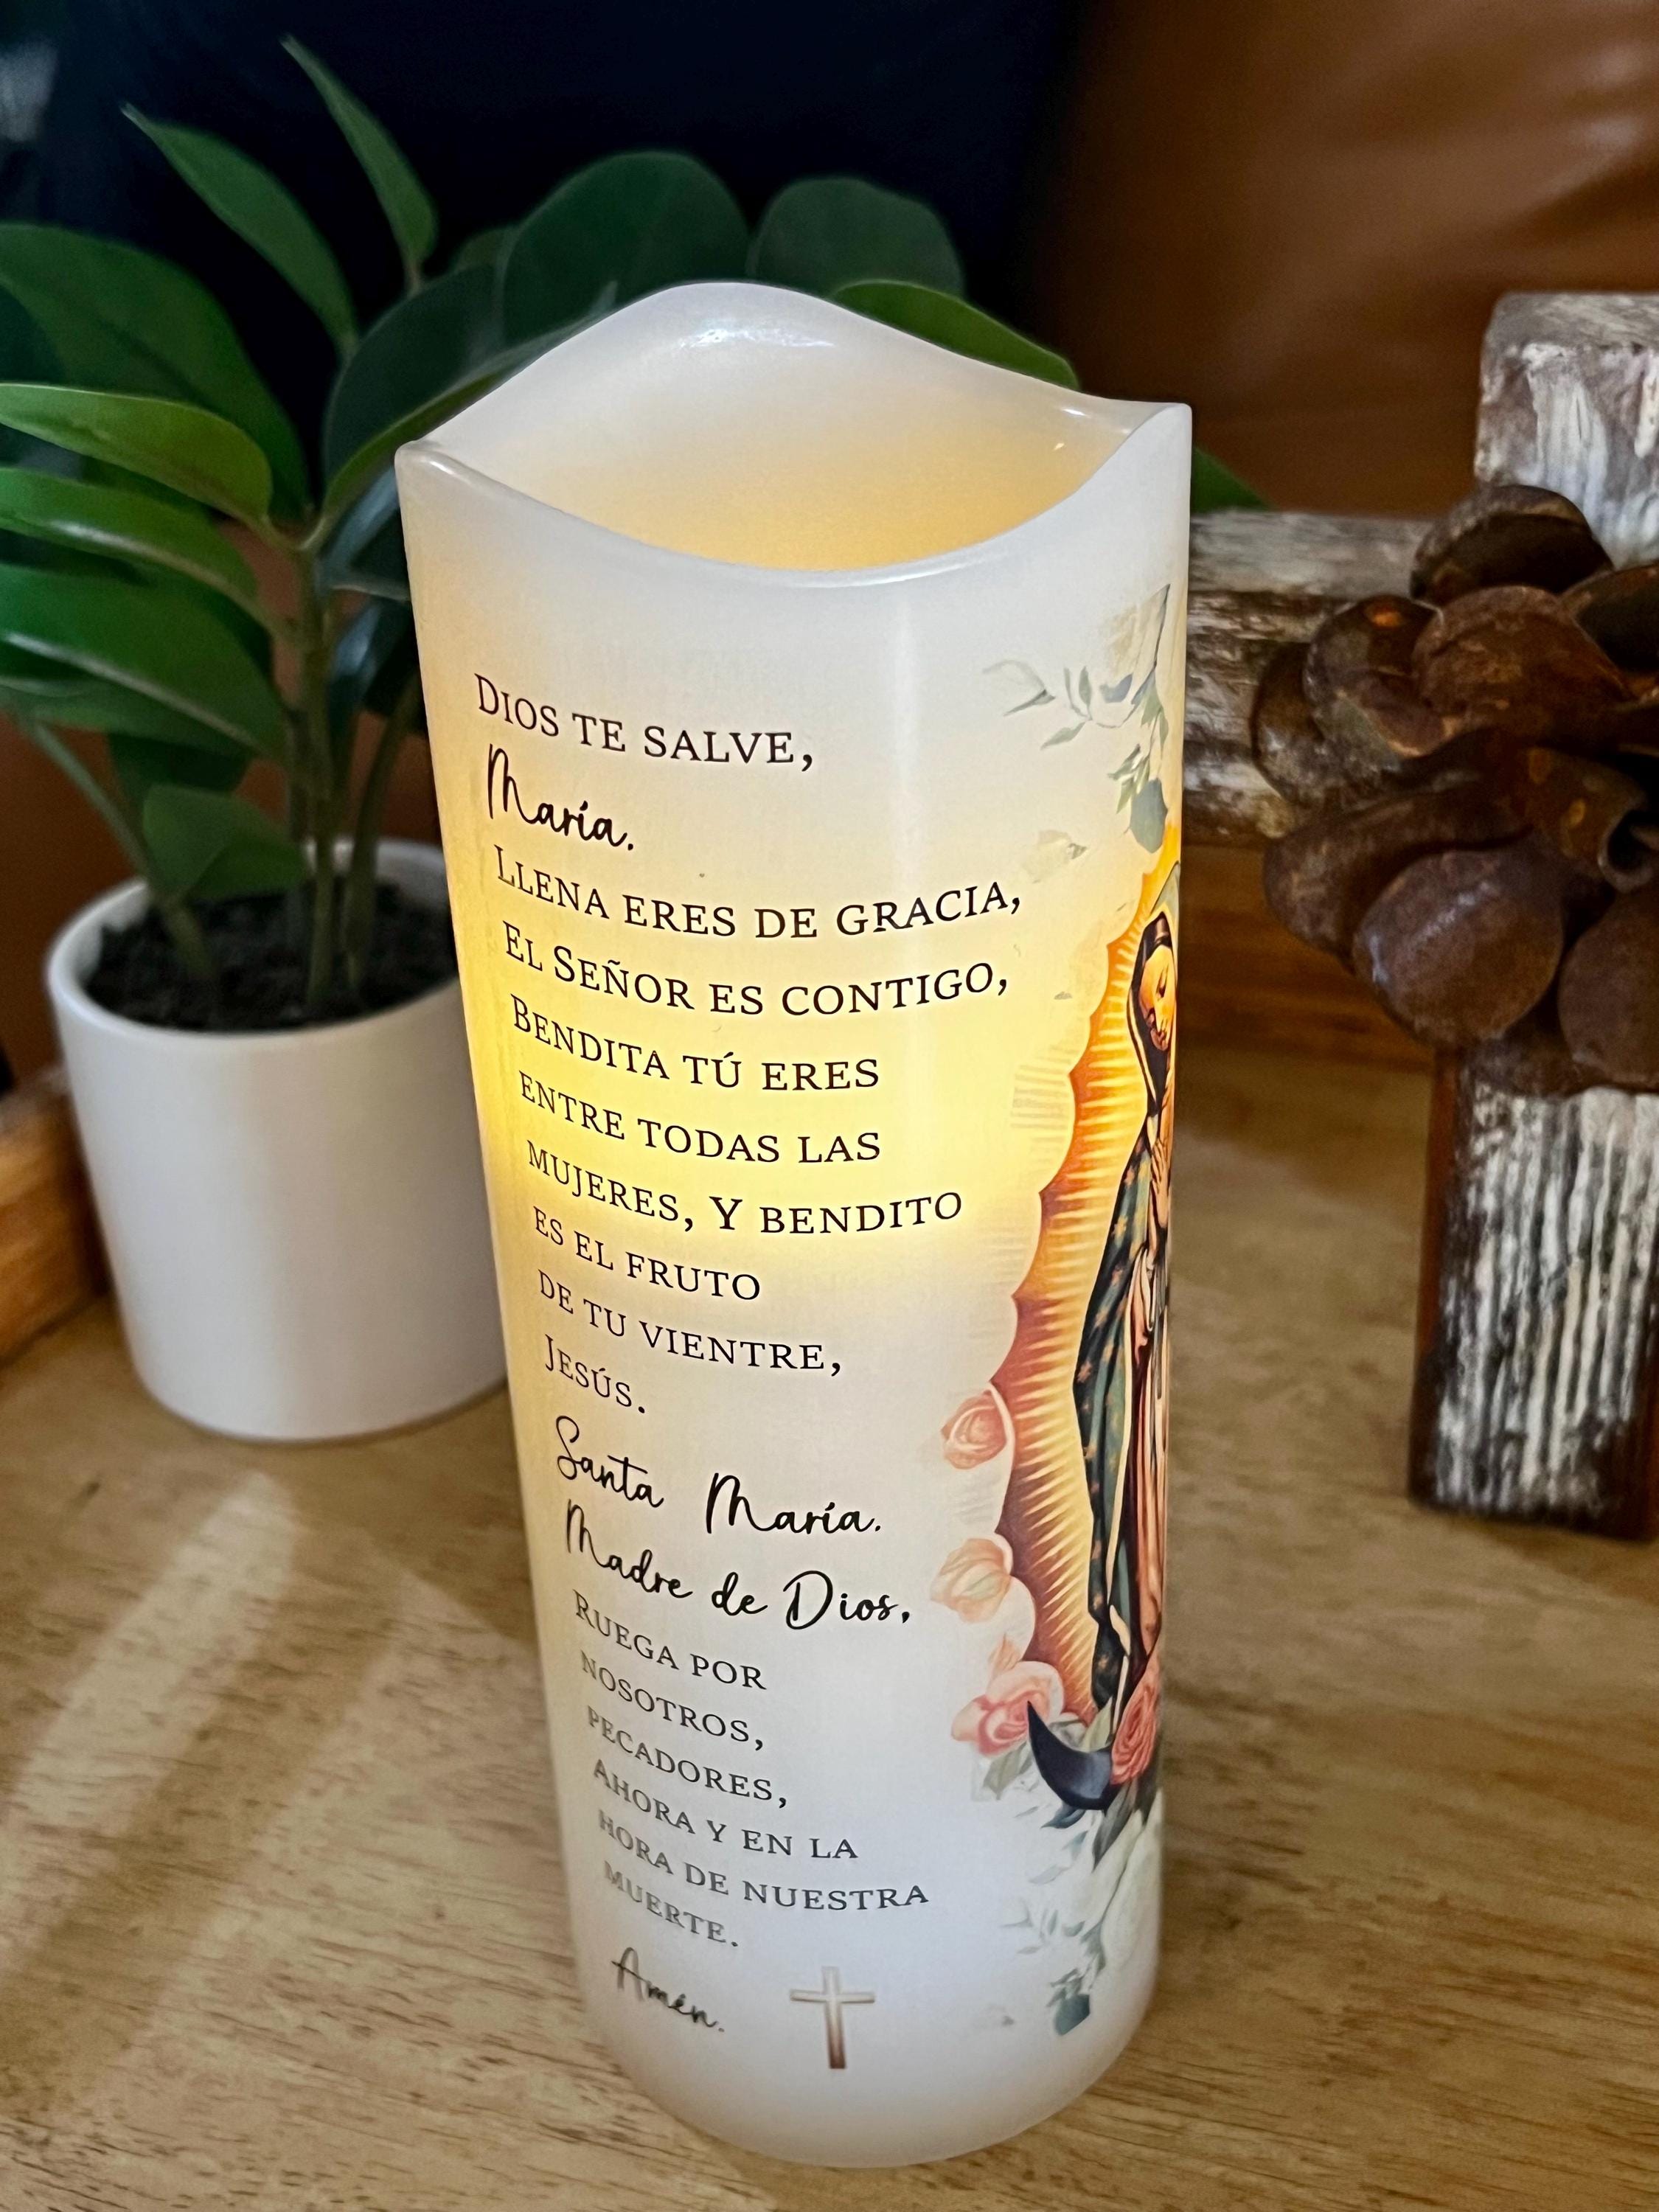 Dios te salve,
María.
Llena eres de gracia,
El Señor es contigo,
Bendita tú eres
entre todas las
mujeres, y bendito
es el fruto
de tu vientre,
Jesús.
Santa María.
Madre de Dios,
Ruega por
nosotros,
pecadores,
ahora y en la
hora de nuestra
muerte.
Amén.